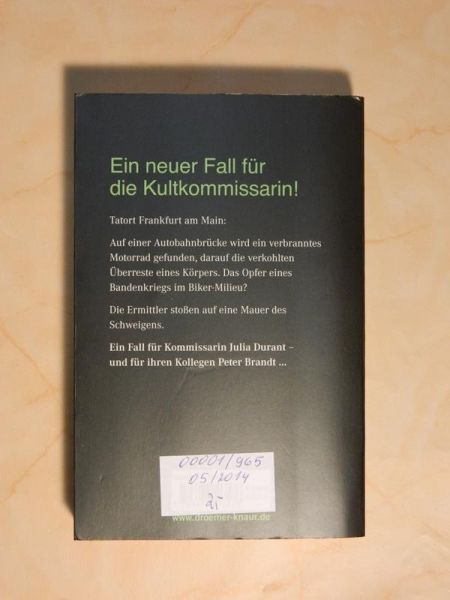 Ein neuer Fall für
die Kultkommissarin!
Tatort Frankfurt am Main:
Auf einer Autobahnbrücke wird ein verbranntes
Motorrad gefunden, darauf die verkohlten
Überreste eines Körpers. Das Opfer eines
Bandenkriegs im Biker-Milieu?
Die Ermittler stoßen auf eine Mauer des
Schweigens.
Ein Fall für Kommissarin Julia Durant –
und für ihren Kollegen Peter Brandt ...
00001/965
05/2014
2,-
www.droemer-knaur.de